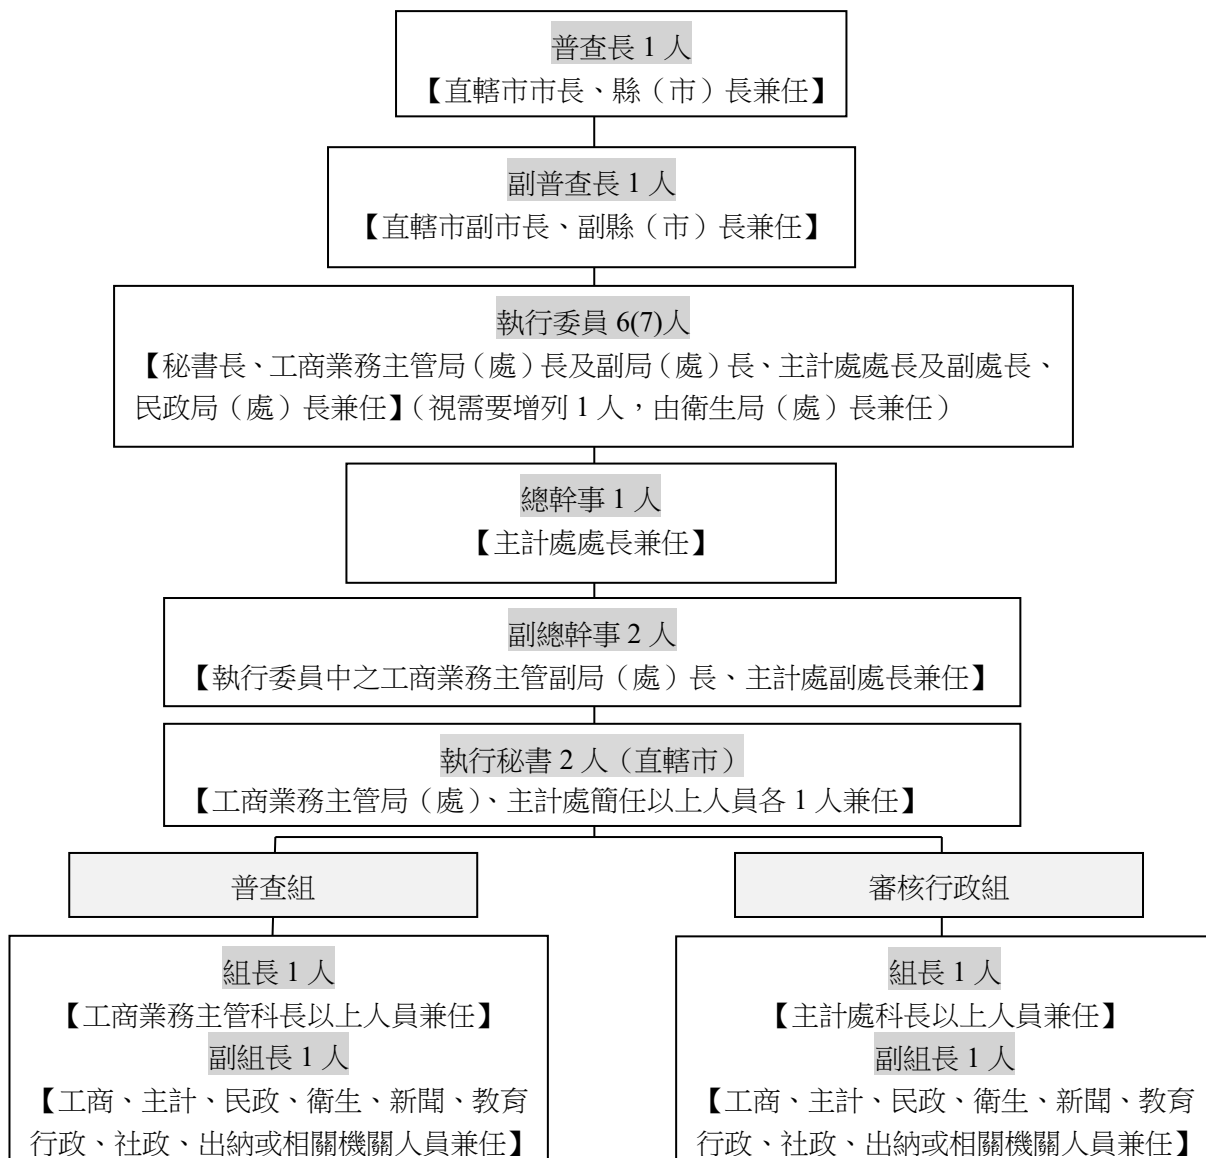 普查長 1 人
【直轄市市長、縣（市）長兼任】
副普查長 1 人
【直轄市副市長、副縣（市）長兼任】
執行委員 6(7)人
【秘書長、工商業務主管局（處）長及副局（處）長、主計處處長及副處長、
民政局（處）長兼任】（視需要增列 1 人，由衛生局（處）長兼任）
總幹事 1 人
【主計處處長兼任】
副總幹事 2 人
【執行委員中之工商業務主管副局（處）長、主計處副處長兼任】
執行秘書 2 人（直轄市）
【工商業務主管局（處）、主計處簡任以上人員各 1 人兼任】
普查組
組長 1 人
【工商業務主管科長以上人員兼任】
副組長 1 人
【工商、主計、民政、衛生、新聞、教育
行政、社政、出納或相關機關人員兼任】
審核行政組
組長 1 人
【主計處科長以上人員兼任】
副組長 1 人
【工商、主計、民政、衛生、新聞、教育
行政、社政、出納或相關機關人員兼任】